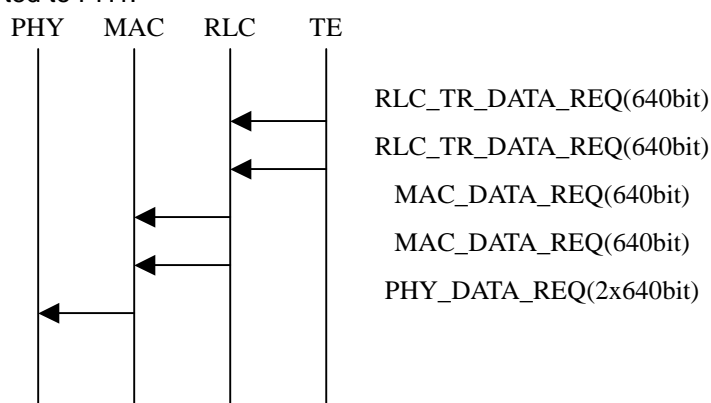 PHY MAC RLC TE
RLC_TR_DATA_REQ(640bit)
RLC_TR_DATA_REQ(640bit)
MAC_DATA_REQ(640bit)
MAC_DATA_REQ(640bit)
PHY_DATA_REQ(2x640bit)